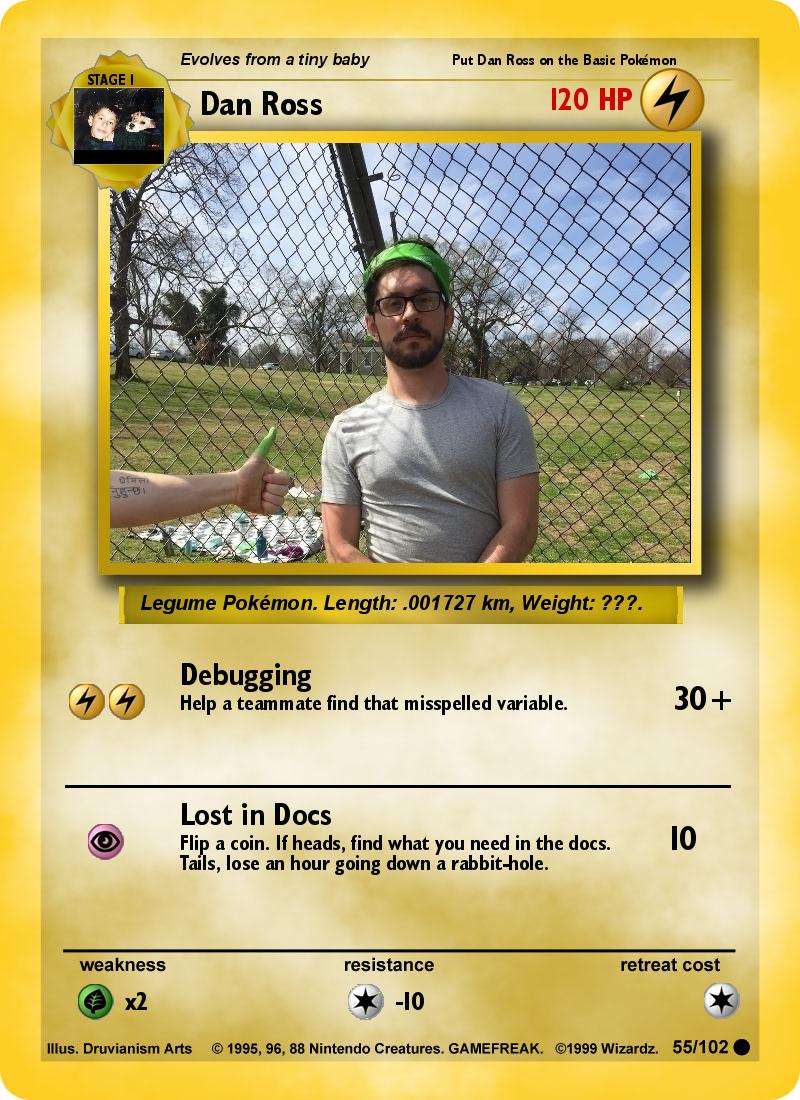 Evolves from a tiny baby
Put Dan Ross on the Basic Pokémon
STAGE 1
Dan Ross
120 HP
Legume Pokémon. Length: .001727 km, Weight: ???.
Debugging
Help a teammate find that misspelled variable.
30+
Lost in Docs
Flip a coin. If heads, find what you need in the docs.
Tails, lose an hour going down a rabbit-hole.
10
weakness
resistance
retreat cost
x2
-10
Illus. Druvianism Arts © 1995, 96, 88 Nintendo Creatures. GAMEFREAK. ©1999 Wizardz. 55/102